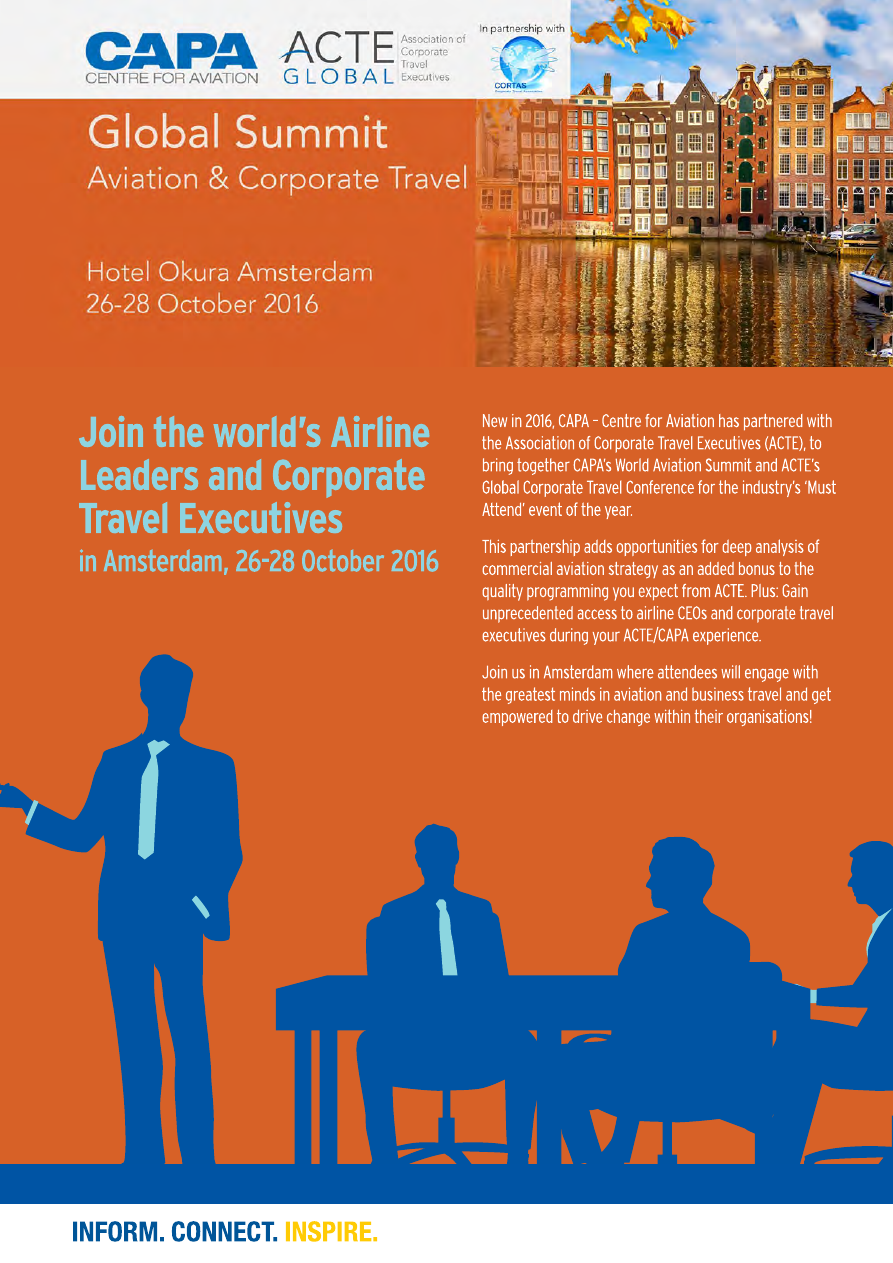 CAPA
CENTRE FOR AVIATION
ACTE
GLOBAL
Association of
Corporate
Travel
Executives
In partnership with
CORTAS
Global Summit
Aviation & Corporate Travel
Hotel Okura Amsterdam
26-28 October 2016
Join the world's Airline
Leaders and Corporate
Travel Executives
in Amsterdam, 26-28 October 2016
New in 2016, CAPA – Centre for Aviation has partnered with
the Association of Corporate Travel Executives (ACTE), to
bring together CAPA's World Aviation Summit and ACTE's
Global Corporate Travel Conference for the industry's 'Must
Attend' event of the year.
This partnership adds opportunities for deep analysis of
commercial aviation strategy as an added bonus to the
quality programming you expect from ACTE. Plus: Gain
unprecedented access to airline CEOs and corporate travel
executives during your ACTE/CAPA experience.
Join us in Amsterdam where attendees will engage with
the greatest minds in aviation and business travel and get
empowered to drive change within their organisations!
INFORM. CONNECT. INSPIRE.